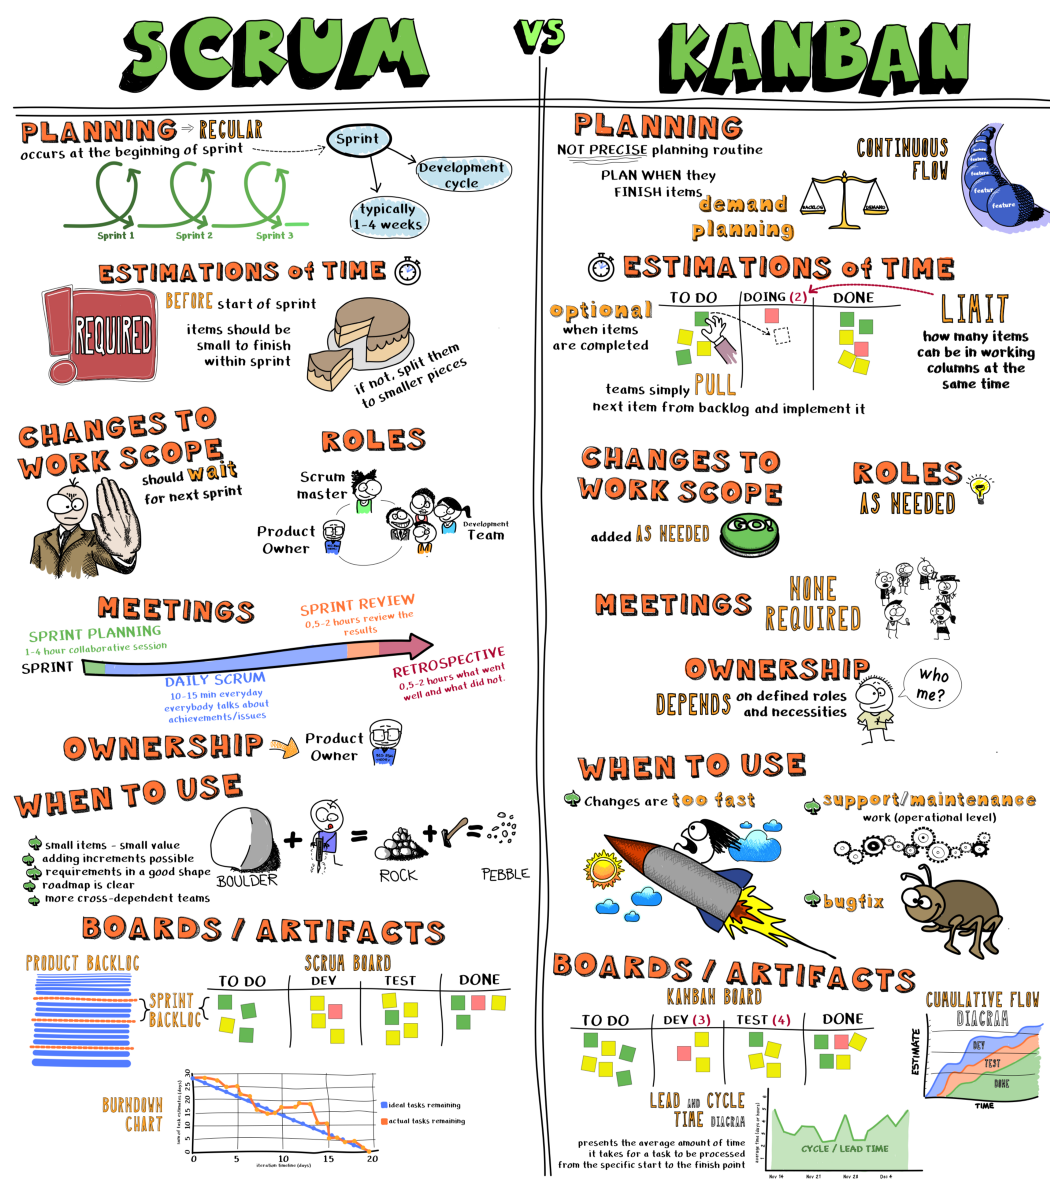 SCRUM
VS
KANBAN
PLANNING
REGULAR
occurs at the beginning of sprint
Sprint
Development
cycle
typically
1-4 weeks
Sprint 1
Sprint 2
Sprint 3
ESTIMATIONS of TIME
REQUIRED
BEFORE start of sprint
items should be
small to finish
within sprint
if not, split them
to smaller pieces
CHANGES TO
WORK SCOPE
should wait
for next sprint
ROLES
Scrum
master
Product
Owner
Development
Team
MEETINGS
SPRINT PLANNING
1-4 hour collaborative session
SPRINT REVIEW
0,5-2 hours review the
results
SPRINT
DAILY SCRUM
10-15 min everyday
everybody talks about
achievements/issues
RETROSPECTIVE
0,5-2 hours what went
well and what did not.
OWNERSHIP
Product
Owner
WHEN TO USE
small items - small value
adding increments possible
requirements in a good shape
roadmap is clear
more cross-dependent teams
BOULDER
+
=
ROCK
+
=
PEBBLE
BOARDS / ARTIFACTS
PRODUCT BACKLOG
SPRINT
BACKLOG
SCRUM BOARD
TO DO
DEV
TEST
DONE
BURNDOWN
CHART
sum of task estimates (days)
30
25
20
15
10
5
0
0
5
10
15
20
iteration timeline (days)
ideal tasks remaining
actual tasks remaining
PLANNING
NOT PRECISE planning routine
PLAN WHEN they
FINISH items
demand
planning
BACKLOG
DEMAND
CONTINUOUS
FLOW
feature
feature
feature
feature
ESTIMATIONS of TIME
optional
when items
are completed
TO DO
DOING (2)
DONE
LIMIT
how many items
can be in working
columns at the
same time
teams simply PULL
next item from backlog and implement it
CHANGES TO
WORK SCOPE
added AS NEEDED
GO!
ROLES
AS NEEDED
MEETINGS
NONE
REQUIRED
OWNERSHIP
DEPENDS on defined roles
and necessities
who
me?
WHEN TO USE
Changes are too fast
support/maintenance
work (operational level)
bugfix
BOARDS / ARTIFACTS
KANBAN BOARD
TO DO
DEV (3)
TEST (4)
DONE
CUMULATIVE FLOW
DIAGRAM
ESTIMATE
DEV
TEST
DONE
TIME
LEAD AND CYCLE
TIME DIAGRAM
presents the average amount of time
it takes for a task to be processed
from the specific start to the finish point
CYCLE / LEAD TIME
Nov 14
Nov 21
Nov 28
Dec 4